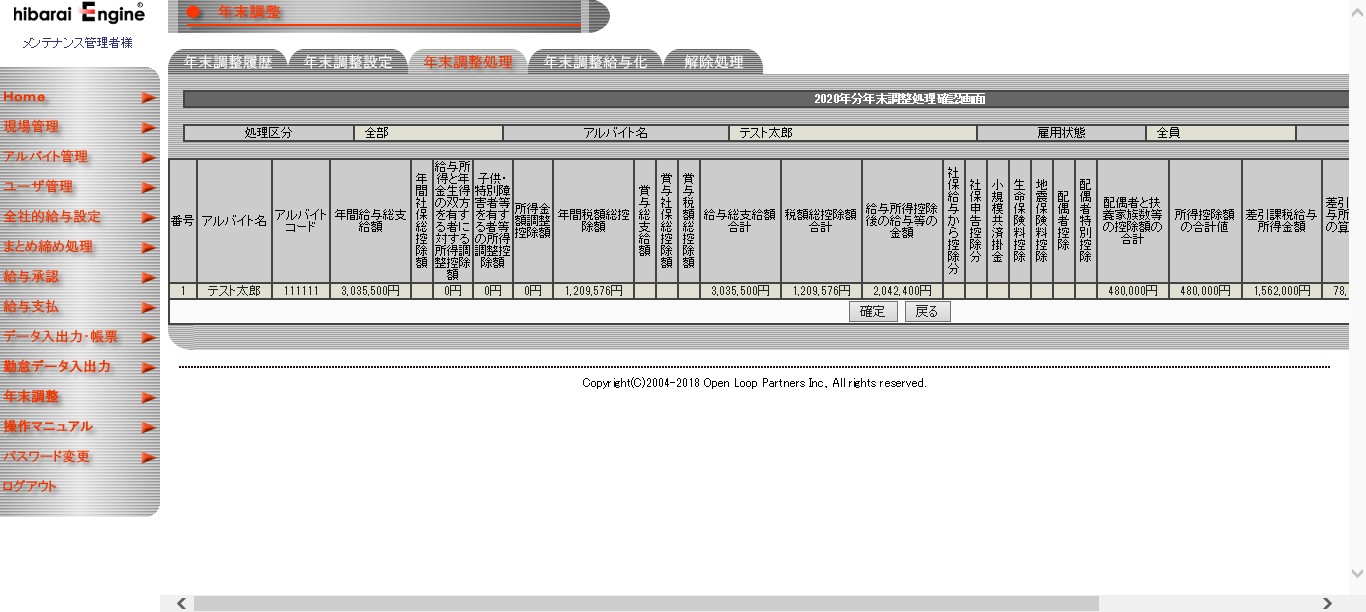 hibarai Engine®
メンテナンス管理者様
年末調整
Home
現場管理
アルバイト管理
ユーザ管理
全社的給与設定
まとめ締め処理
給与承認
給与支払
データ入出力・帳票
勤怠データ入出力
年末調整
操作マニュアル
パスワード変更
ログアウト
年末調整履歴 年末調整設定 年末調整処理 年末調整給与化 解除処理
2020年分年末調整処理確認画面
処理区分 全部 アルバイト名 テスト太郎 雇用状態 全員
番号
アルバイト名
アルバイト
コード
年間給与総支
給額
年間社保総控除額
給与所
得と年
金の生得
の双方す
を有にる
る者調
対する
所得控除
整額
子供・
特別障
害者等す
を有等
る者得
の所控
調整除
除額
所得金
額調整
控除額
年間税額総控
除額
賞与総支給額
賞与社保総控除額
賞与税額総控除額
給与総支給額
合計
税額総控除額
合計
給与所得控除
後の給与等の
金額
社保給与から控除分
社保申告控除分
小規模共済掛金
生命保険料控除
地震保険料控除
配偶者控除
配偶者特別控除
配偶者と扶
養家族数等
の控除額の
合計
所得控除額
の合計値
差引課税給与
所得金額
差引
与所
の算
1 テスト太郎 111111 3,035,500円 0円 0円 0円 1,209,576円 3,035,500円 1,209,576円 2,042,400円 480,000円 480,000円 1,562,000円 78,
確定 戻る
Copyright(C)2004-2018 Open Loop Partners Inc., All rights reserved.